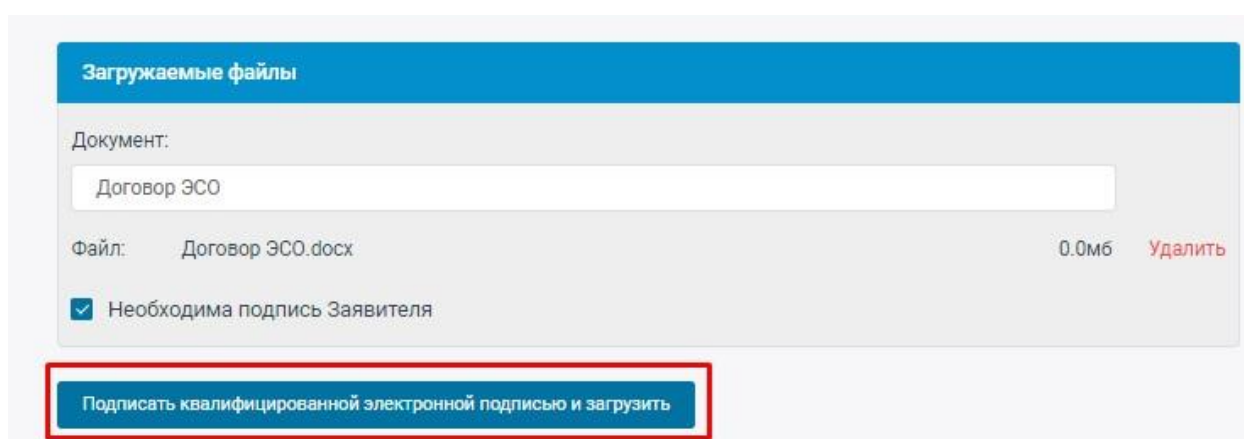 Загружаемые файлы
Документ:
Договор ЭСО
Файл: Договор ЭСО.docx 0.0мб Удалить
Необходима подпись Заявителя
Подписать квалифицированной электронной подписью и загрузить